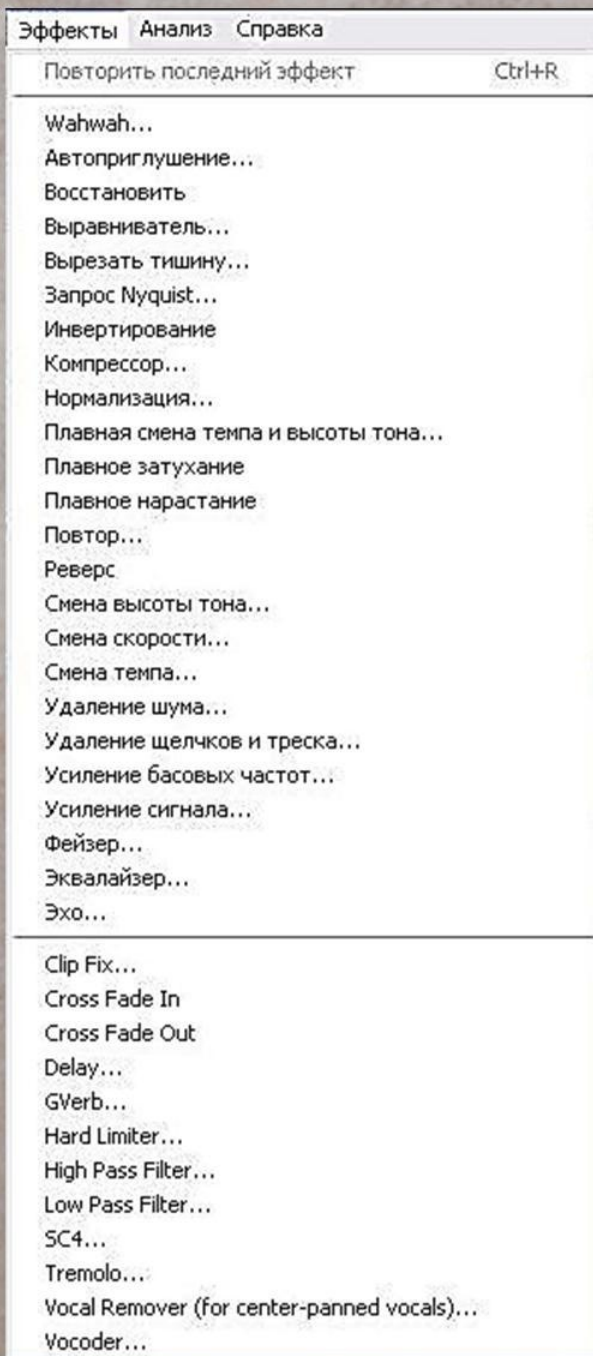 Эффекты Анализ Справка
Повторить последний эффект Ctrl+R
Wahwah...
Автоприглушение...
Восстановить
Выравниватель...
Вырезать тишину...
Запрос Nyquist...
Инвертирование
Компрессор...
Нормализация...
Плавная смена темпа и высоты тона...
Плавное затухание
Плавное нарастание
Повтор...
Реверс
Смена высоты тона...
Смена скорости...
Смена темпа...
Удаление шума...
Удаление щелчков и треска...
Усиление басовых частот...
Усиление сигнала...
Фейзер...
Эквалайзер...
Эхо...
Clip Fix...
Cross Fade In
Cross Fade Out
Delay...
GVerb...
Hard Limiter...
High Pass Filter...
Low Pass Filter...
SC4...
Tremolo...
Vocal Remover (for center-panned vocals)...
Vocoder...